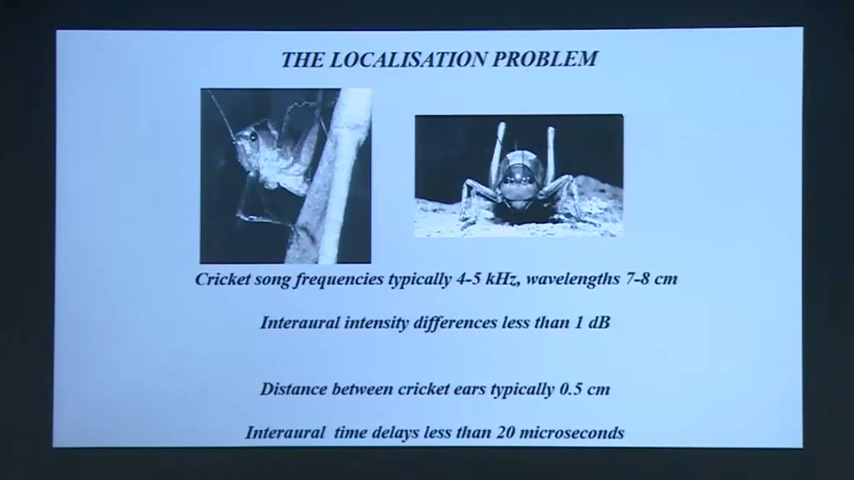 THE LOCALISATION PROBLEM
Cricket song frequencies typically 4-5 kHz, wavelengths 7-8 cm
Interaural intensity differences less than 1 dB
Distance between cricket ears typically 0.5 cm
Interaural time delays less than 20 microseconds